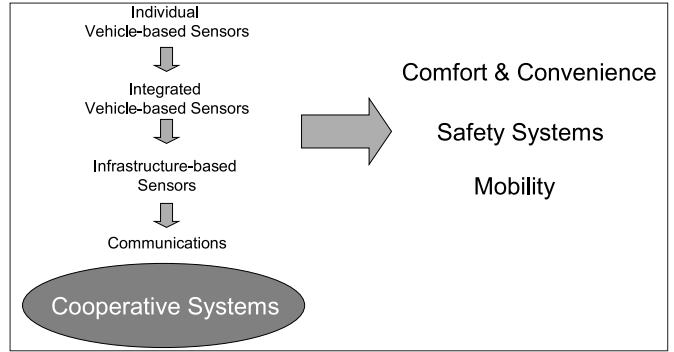 Individual
Vehicle-based Sensors
Integrated
Vehicle-based Sensors
Infrastructure-based
Sensors
Communications
Cooperative Systems
Comfort & Convenience
Safety Systems
Mobility